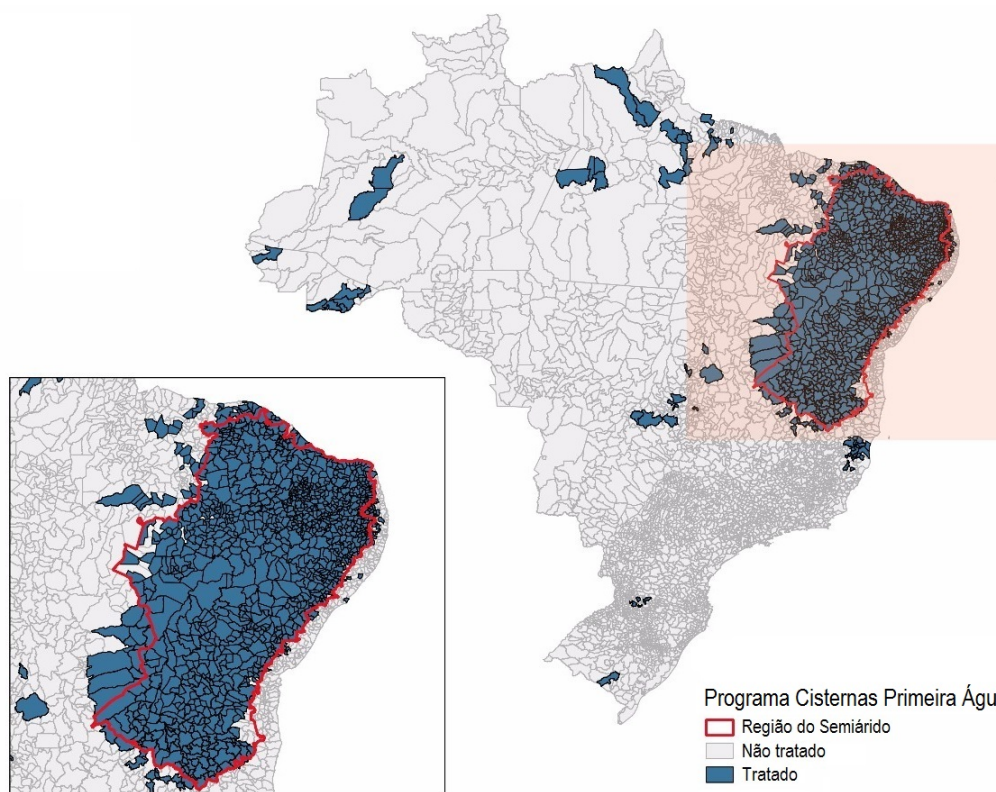 Programa Cisternas Primeira Águ
Região do Semiárido
Não tratado
Tratado